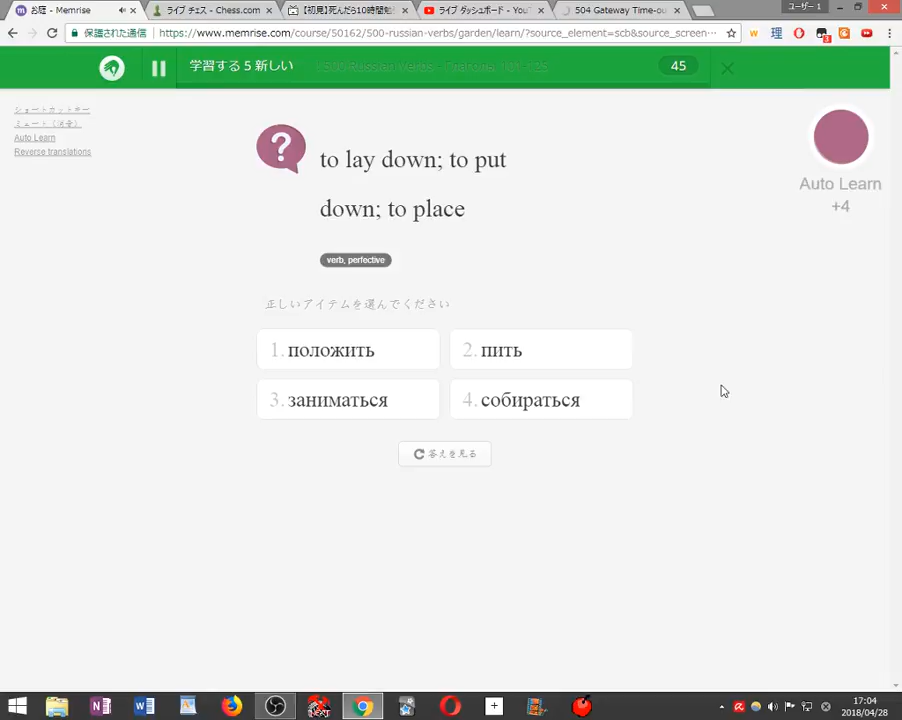 お庭 - Memrise
ライブ チェス - Chess.com
【初見】死んだら10時間勉
ライブ ダッシュボード - YouT
504 Gateway Time-ou
ユーザー 1
保護された通信
https://www.memrise.com/course/50162/500-russian-verbs/garden/learn/?source_element=scb&source_screen...
学習する 5 新しい
45
ショートカットキー
ミュート（消音）
Auto Learn
Reverse translations
to lay down; to put
down; to place
verb, perfective
Auto Learn
+4
正しいアイテムを選んでください
1. положить
2. пить
3. заниматься
4. собираться
答えを見る
17:04
2018/04/28